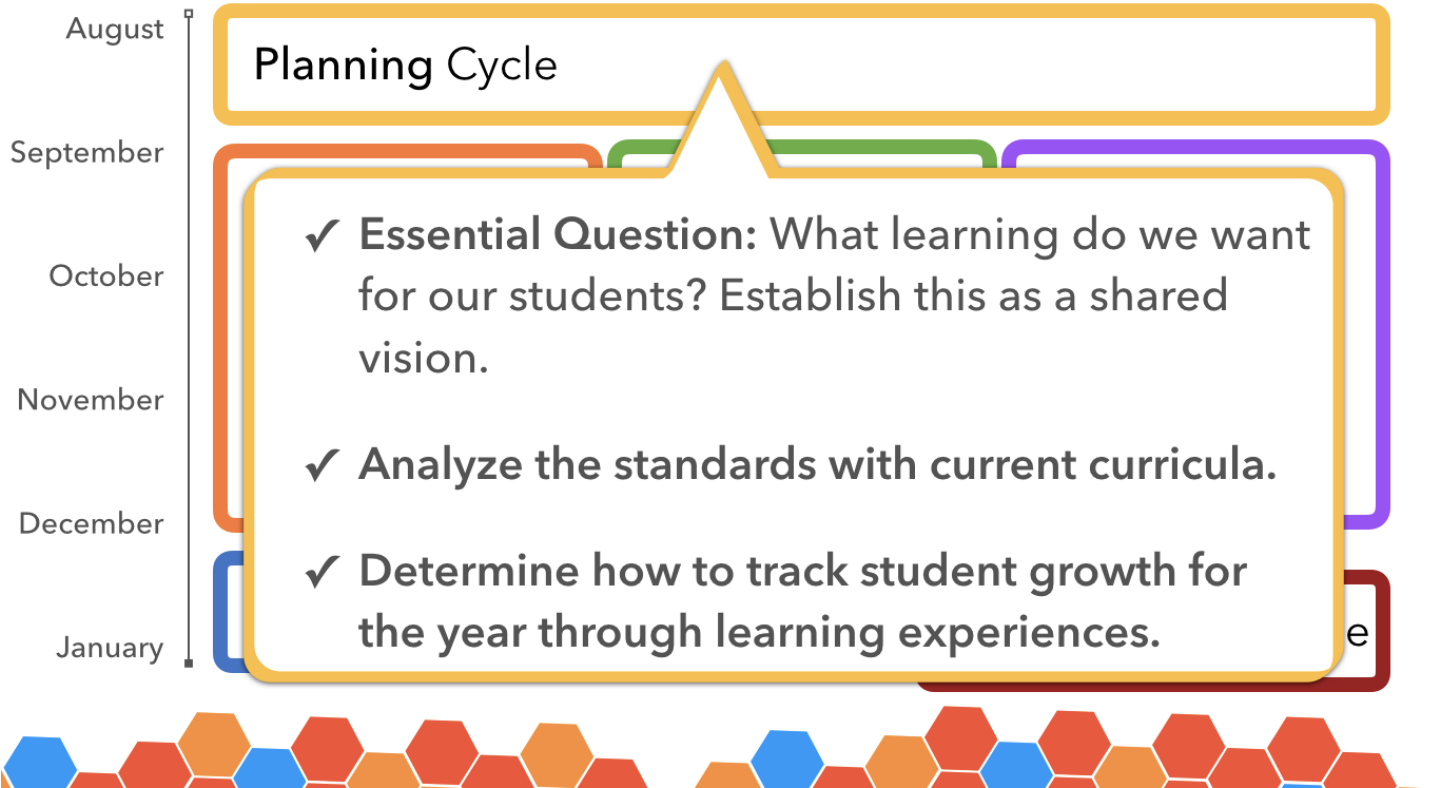 August
Planning Cycle
September
October
November
December
January
✓ Essential Question: What learning do we want
for our students? Establish this as a shared
vision.
✓ Analyze the standards with current curricula.
✓ Determine how to track student growth for
the year through learning experiences.
e